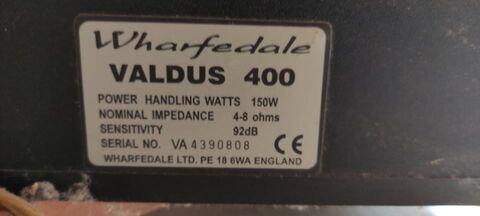 Wharfedale
VALDUS 400
POWER HANDLING WATTS 150W
NOMINAL IMPEDANCE 4-8 ohms
SENSITIVITY 92dB
SERIAL NO. VA 4390808 CE
WHARFEDALE LTD. PE 18 6WA ENGLAND